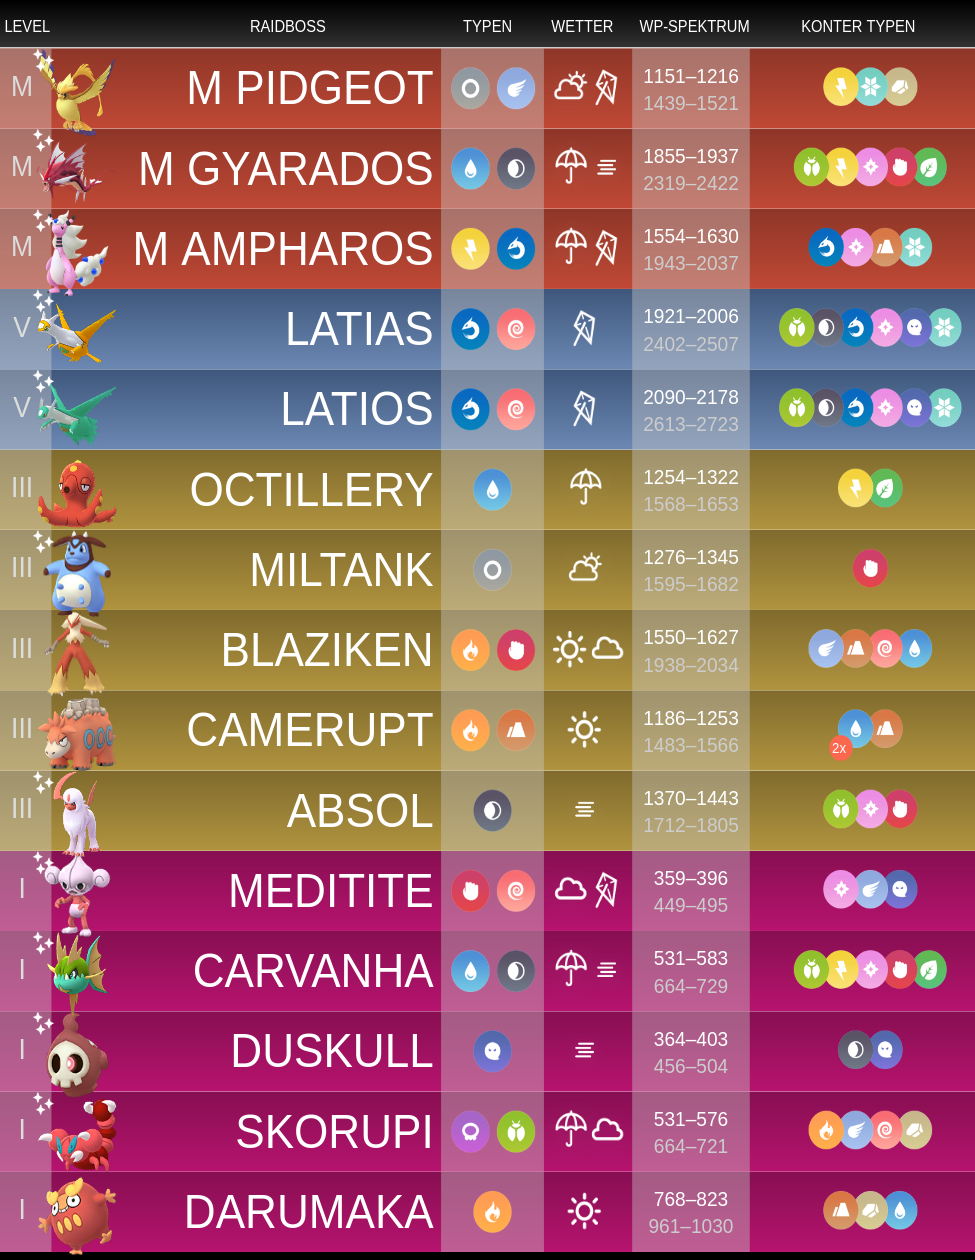 LEVEL RAIDBOSS TYPEN WETTER WP-SPEKTRUM KONTER TYPEN
M M PIDGEOT 1151–1216
1439–1521
M M GYARADOS 1855–1937
2319–2422
M M AMPHAROS 1554–1630
1943–2037
V LATIAS 1921–2006
2402–2507
V LATIOS 2090–2178
2613–2723
III OCTILLERY 1254–1322
1568–1653
III MILTANK 1276–1345
1595–1682
III BLAZIKEN 1550–1627
1938–2034
III CAMERUPT 1186–1253
1483–1566 2x
III ABSOL 1370–1443
1712–1805
I MEDITITE 359–396
449–495
I CARVANHA 531–583
664–729
I DUSKULL 364–403
456–504
I SKORUPI 531–576
664–721
I DARUMAKA 768–823
961–1030